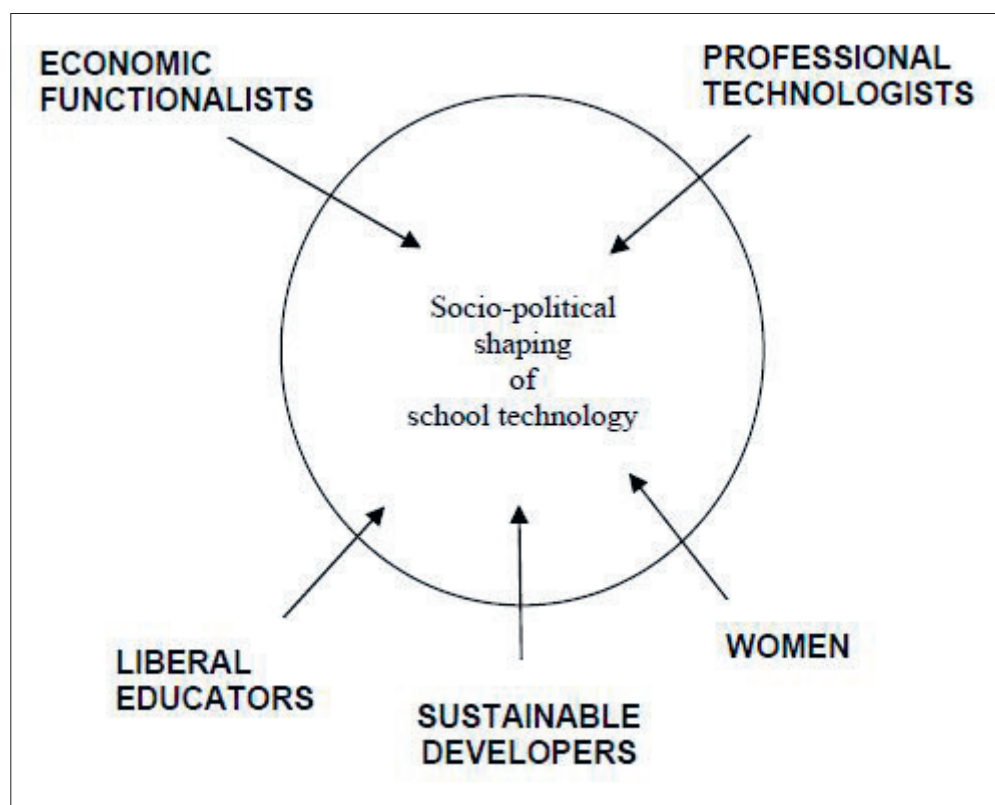 ECONOMIC
FUNCTIONALISTS
PROFESSIONAL
TECHNOLOGISTS
Socio-political
shaping
of
school technology
LIBERAL
EDUCATORS
SUSTAINABLE
DEVELOPERS
WOMEN